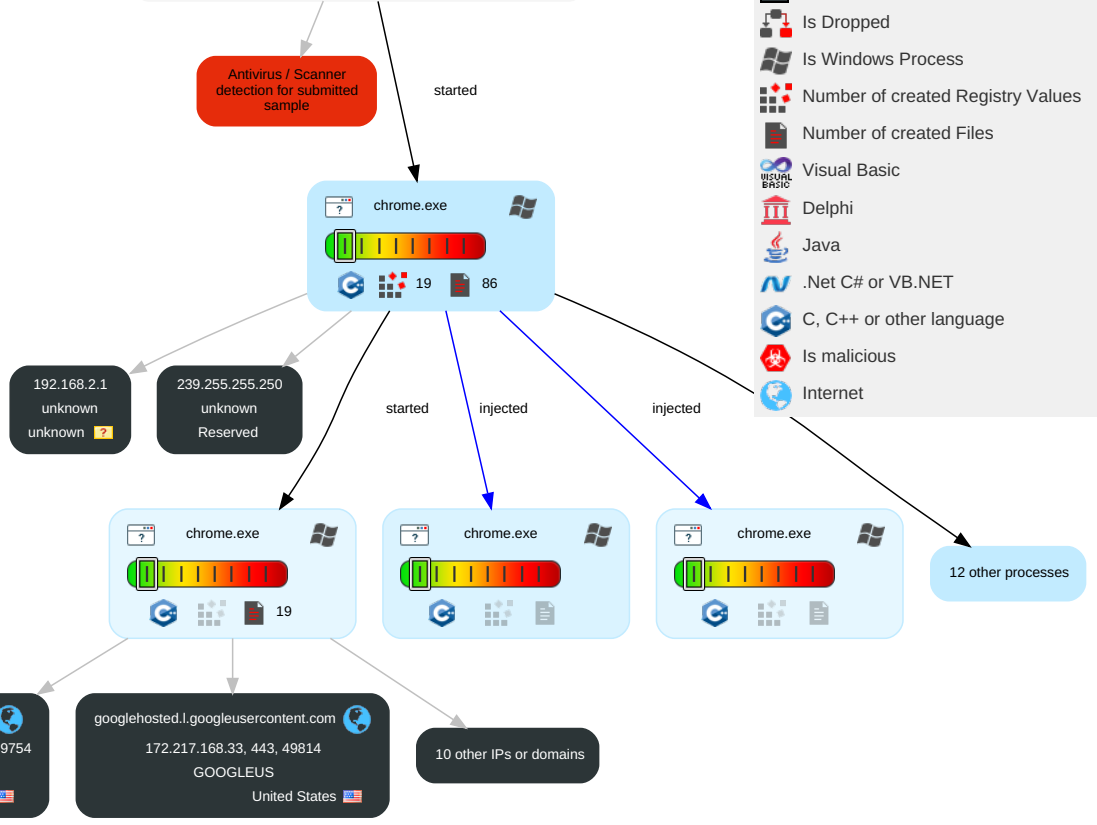 Is Dropped
Is Windows Process
Number of created Registry Values
Number of created Files
VISUAL
BASIC
Visual Basic
Delphi
Java
.Net C# or VB.NET
C, C++ or other language
Is malicious
Internet
Antivirus / Scanner
detection for submitted
sample
started
chrome.exe
19
86
192.168.2.1
unknown
unknown
239.255.255.250
unknown
Reserved
started
injected
injected
chrome.exe
19
chrome.exe
chrome.exe
12 other processes
9754
googlehosted.l.googleusercontent.com
172.217.168.33, 443, 49814
GOOGLEUS
United States
10 other IPs or domains